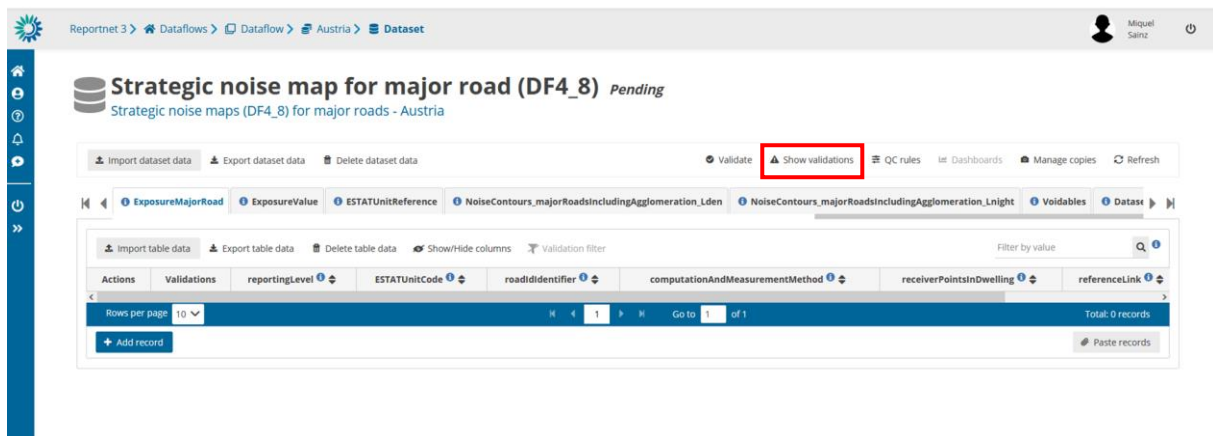 Reportnet 3 > Dataflows > Dataflow > Austria > Dataset
Miquel
Sainz
Strategic noise map for major road (DF4_8) Pending
Strategic noise maps (DF4_8) for major roads - Austria
Import dataset data Export dataset data Delete dataset data Validate Show validations QC rules Dashboards Manage copies Refresh
ExposureMajorRoad ExposureValue ESTATUnitReference NoiseContours_majorRoadsIncludingAgglomeration_Lden NoiseContours_majorRoadsIncludingAgglomeration_Lnight Voidables Datase
Import table data Export table data Delete table data Show/Hide columns Validation filter Filter by value
Actions Validations reportingLevel ESTATUnitCode roadIdIdentifier computationAndMeasurementMethod receiverPointsInDwelling referenceLink
Rows per page 10 1 Go to 1 of 1 Total: 0 records
+ Add record Paste records